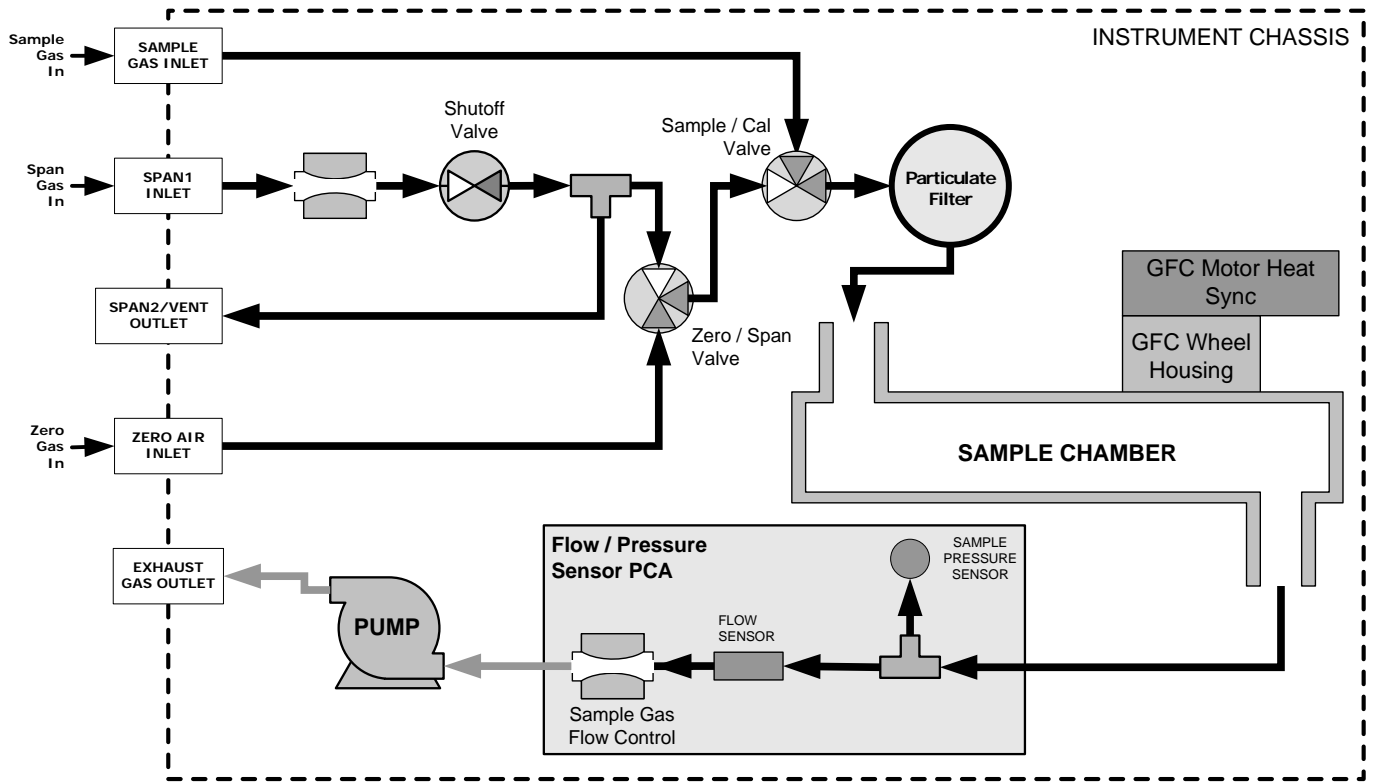 INSTRUMENT CHASSIS
Sample
Gas
In
SAMPLE
GAS INLET
Shutoff
Valve
Sample / Cal
Valve
Span
Gas
In
SPAN1
INLET
Particulate
Filter
SPAN2/VENT
OUTLET
Zero / Span
Valve
GFC Motor Heat
Sync
GFC Wheel
Housing
Zero
Gas
In
ZERO AIR
INLET
SAMPLE CHAMBER
EXHAUST
GAS OUTLET
PUMP
Flow / Pressure
Sensor PCA
SAMPLE
PRESSURE
SENSOR
FLOW
SENSOR
Sample Gas
Flow Control